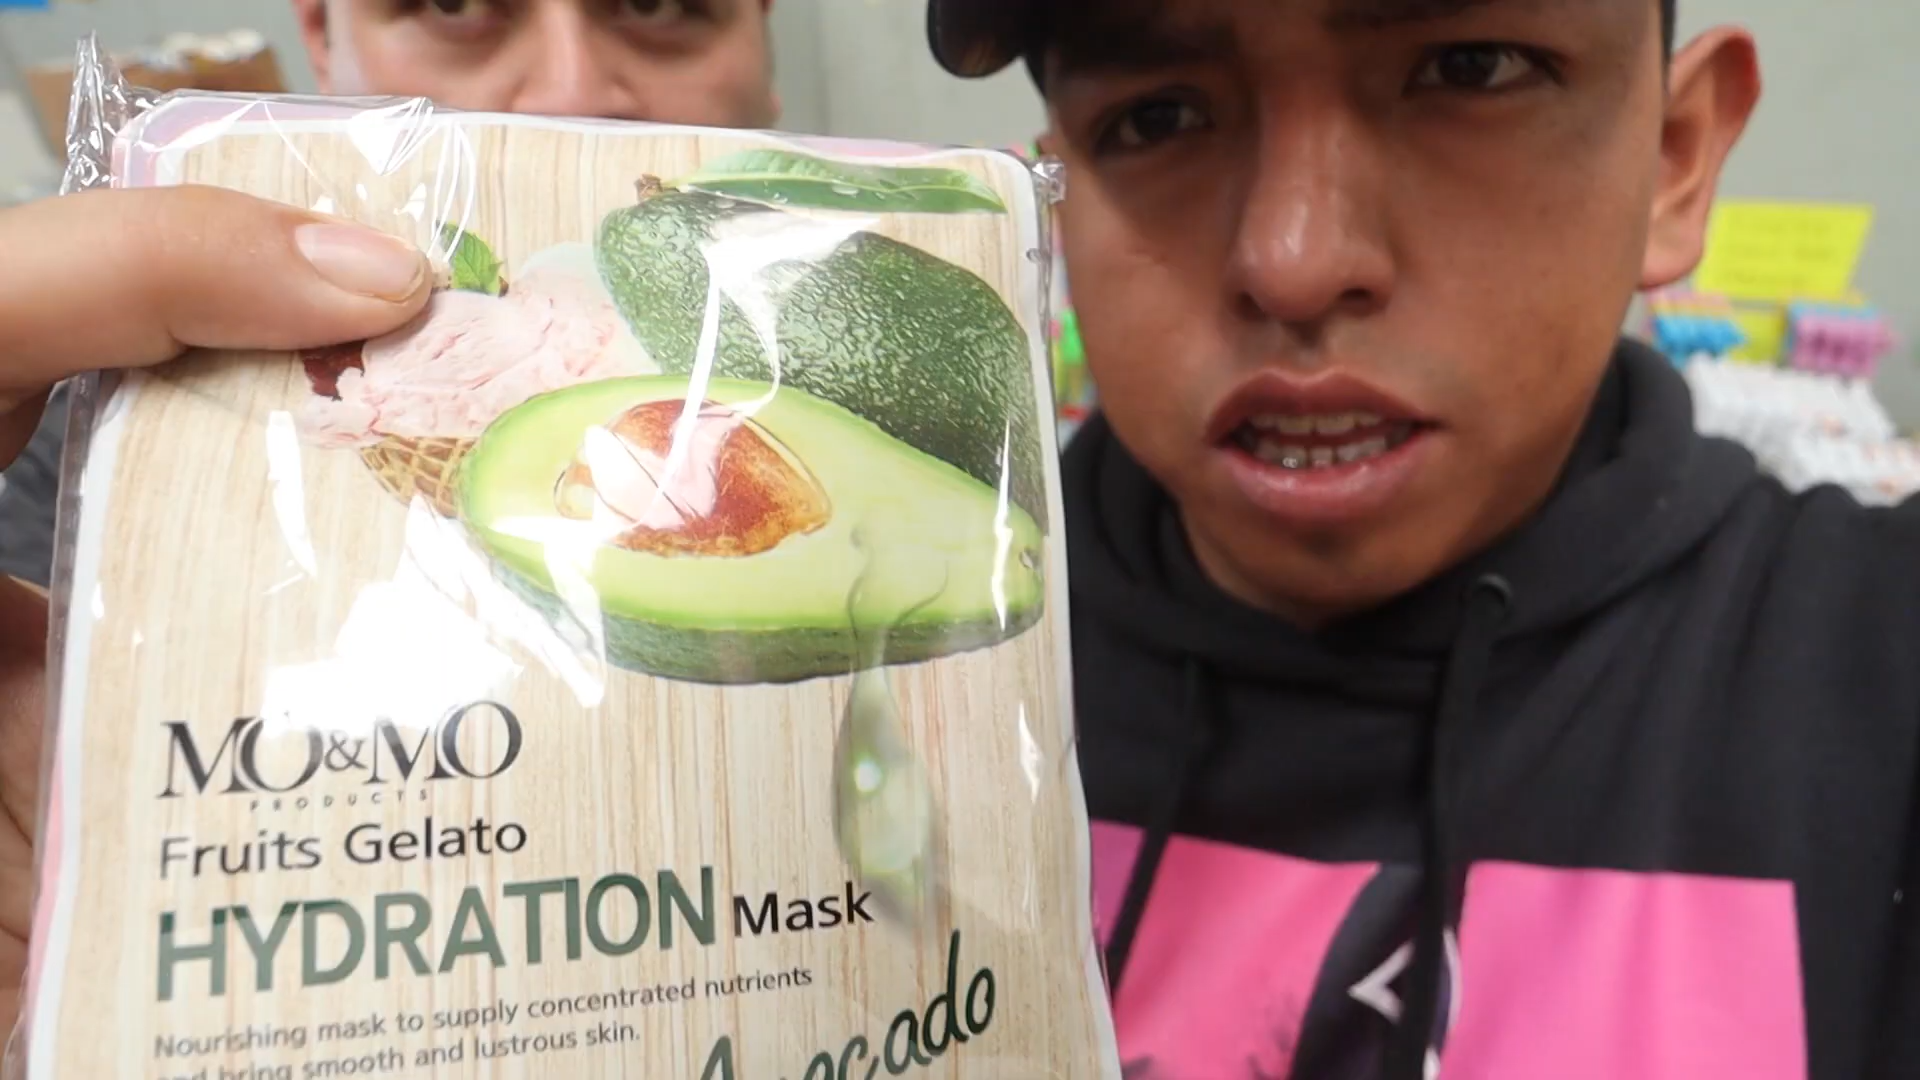 MO&MO
PRODUCTS
Fruits Gelato
HYDRATION Mask
Nourishing mask to supply concentrated nutrients
and bring smooth and lustrous skin.
Avocado